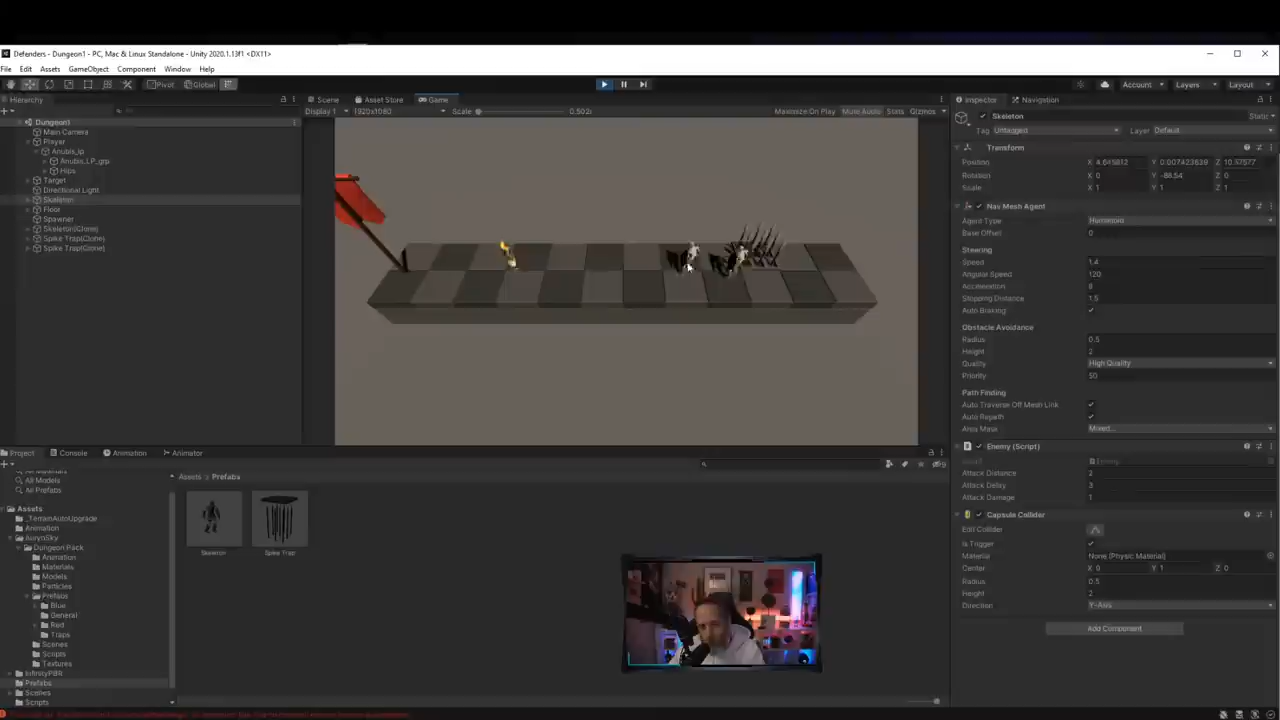 Defenders - Dungeon1 - PC, Mac & Linux Standalone - Unity 2020.1.13f1 <DX11>
File Edit Assets GameObject Component Window Help
Pivot Global Account Layers Layout
Hierarchy
Scene Asset Store Game
Inspector Navigation
Display 1 1920x1080 Scale 0.502x Maximize On Play Mute Audio Stats Gizmos
All
Dungeon1
Main Camera
Player
Anubis_lp
Anubis_LP_grp
Hips
Target
Directional Light
Skeleton
Floor
Spawner
Skeleton(Clone)
Spike Trap(Clone)
Spike Trap(Clone)
Skeleton Static
Tag Untagged Layer Default
Transform
Position X 4.645812 Y 0.007423639 Z 10.57577
Rotation X 0 Y -88.54 Z 0
Scale X 1 Y 1 Z 1
Nav Mesh Agent
Agent Type Humanoid
Base Offset 0
Steering
Speed 1.4
Angular Speed 120
Acceleration 8
Stopping Distance 1.5
Auto Braking
Obstacle Avoidance
Radius 0.5
Height 2
Quality High Quality
Priority 50
Path Finding
Auto Traverse Off Mesh Link
Auto Repath
Area Mask Mixed...
Enemy (Script)
Script Enemy
Attack Distance 2
Attack Delay 3
Attack Damage 1
Capsule Collider
Edit Collider
Is Trigger
Material None (Physic Material)
Center X 0 Y 1 Z 0
Radius 0.5
Height 2
Direction Y-Axis
Add Component
Project Console Animation Animator
All Materials
All Models
All Prefabs
Assets
_TerrainAutoUpgrade
Animation
AurynSky
Dungeon Pack
Animation
Materials
Models
Particles
Prefabs
Blue
General
Red
Traps
Scenes
Scripts
Textures
InfinityPBR
Prefabs
Scenes
Scripts
Assets > Prefabs
Skeleton Spike Trap